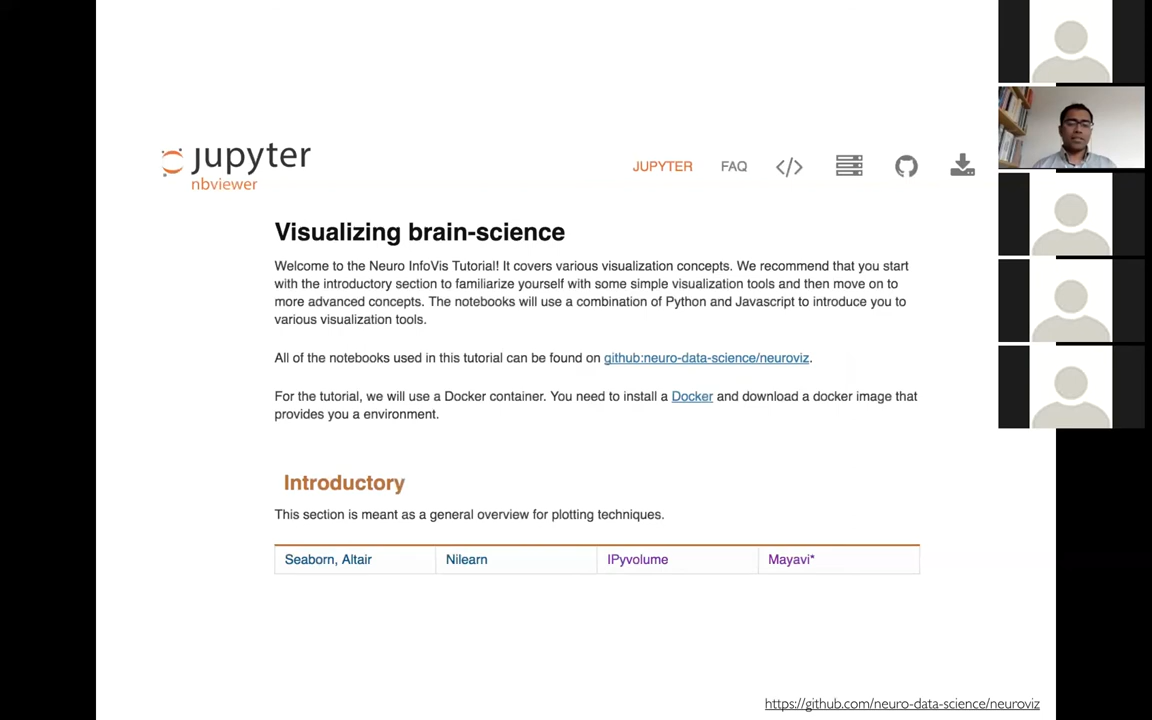 jupyter
nbviewer
JUPYTER FAQ </>
Visualizing brain-science
Welcome to the Neuro InfoVis Tutorial! It covers various visualization concepts. We recommend that you start
with the introductory section to familiarize yourself with some simple visualization tools and then move on to
more advanced concepts. The notebooks will use a combination of Python and Javascript to introduce you to
various visualization tools.
All of the notebooks used in this tutorial can be found on github:neuro-data-science/neuroviz.
For the tutorial, we will use a Docker container. You need to install a Docker and download a docker image that
provides you a environment.
Introductory
This section is meant as a general overview for plotting techniques.
Seaborn, Altair Nilearn IPyvolume Mayavi*
https://github.com/neuro-data-science/neuroviz